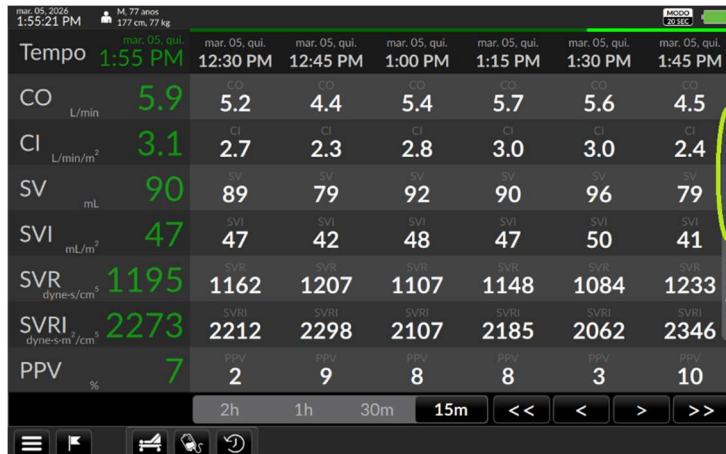 mar. 05, 2026
1:55:21 PM
M, 77 anos
177 cm, 77 kg
MODO
20 SEC
Tempo
mar. 05, qui.
1:55 PM
mar. 05, qui. mar. 05, qui. mar. 05, qui. mar. 05, qui. mar. 05, qui. mar. 05, qui.
12:30 PM 12:45 PM 1:00 PM 1:15 PM 1:30 PM 1:45 PM
CO CO CO CO CO CO
CO L/min 5.9 5.2 4.4 5.4 5.7 5.6 4.5
CI CI CI CI CI CI
CI L/min/m² 3.1 2.7 2.3 2.8 3.0 3.0 2.4
SV SV SV SV SV SV
SV mL 90 89 79 92 90 96 79
SVI SVI SVI SVI SVI SVI
SVI mL/m² 47 47 42 48 47 50 41
SVR SVR SVR SVR SVR SVR
SVR dyne-s/cm⁵ 1195 1162 1207 1107 1148 1084 1233
SVRI SVRI SVRI SVRI SVRI SVRI
SVRI dyne-s-m²/cm⁵ 2273 2212 2298 2107 2185 2062 2346
PPV PPV PPV PPV PPV PPV
PPV % 7 2 9 8 8 3 10
2h 1h 30m 15m << < > >>